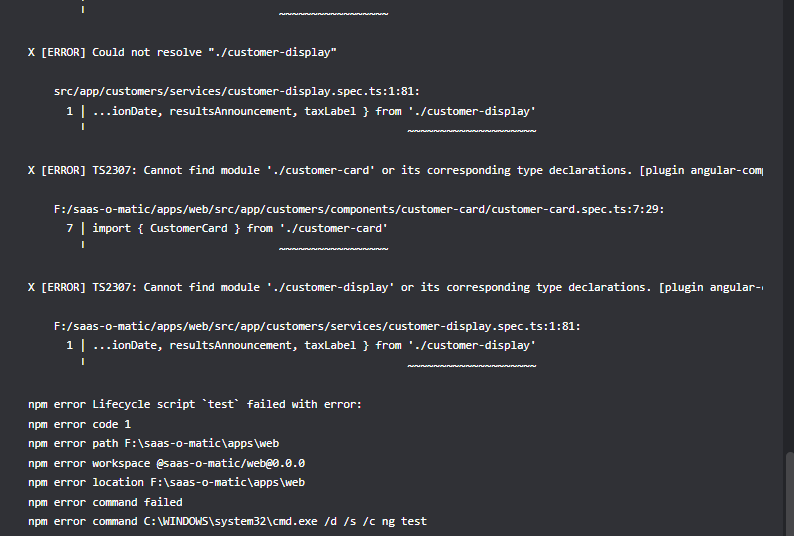 X [ERROR] Could not resolve "./customer-display"
src/app/customers/services/customer-display.spec.ts:1:81:
1 | ...ionDate, resultsAnnouncement, taxLabel } from './customer-display'
~~~~~~~~~~~~~~~~~~~~
X [ERROR] TS2307: Cannot find module './customer-card' or its corresponding type declarations. [plugin angular-comp
F:/saas-o-matic/apps/web/src/app/customers/components/customer-card/customer-card.spec.ts:7:29:
7 | import { CustomerCard } from './customer-card'
~~~~~~~~~~~~~~~~~
X [ERROR] TS2307: Cannot find module './customer-display' or its corresponding type declarations. [plugin angular-
F:/saas-o-matic/apps/web/src/app/customers/services/customer-display.spec.ts:1:81:
1 | ...ionDate, resultsAnnouncement, taxLabel } from './customer-display'
~~~~~~~~~~~~~~~~~~~~
npm error Lifecycle script `test` failed with error:
npm error code 1
npm error path F:\saas-o-matic\apps\web
npm error workspace @saas-o-matic/web@0.0.0
npm error location F:\saas-o-matic\apps\web
npm error command failed
npm error command C:\WINDOWS\system32\cmd.exe /d /s /c ng test